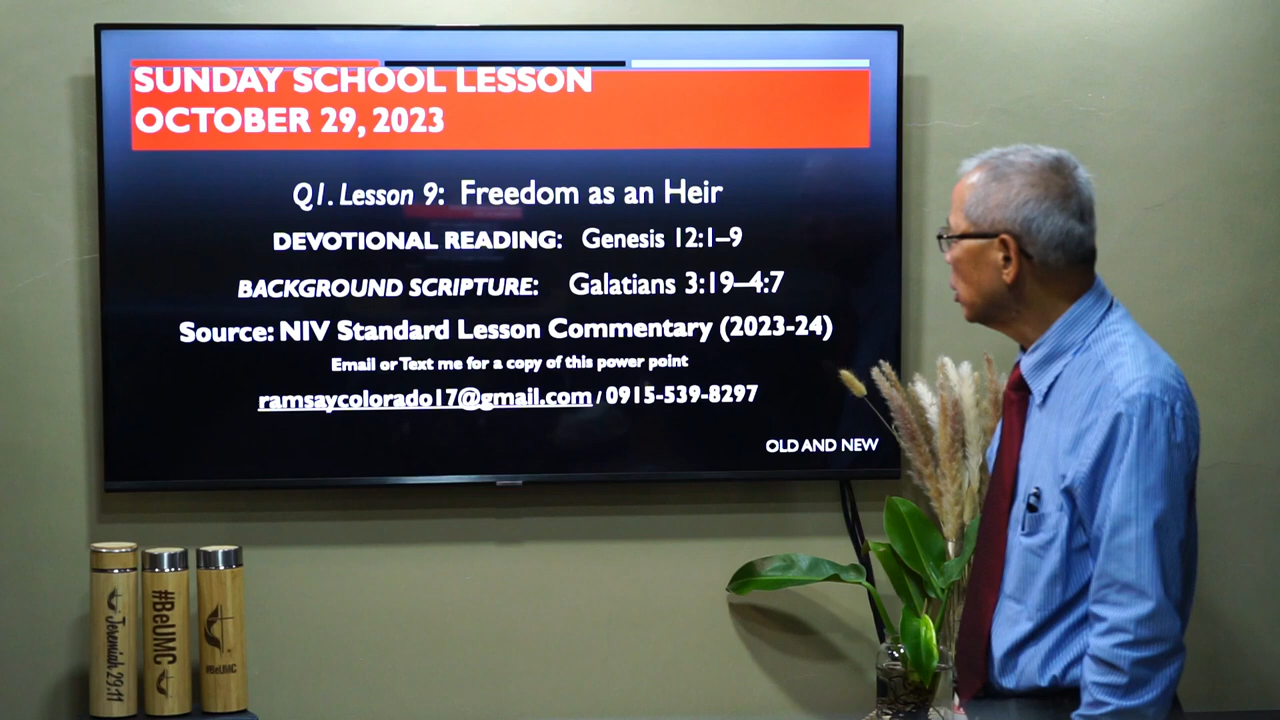 SUNDAY SCHOOL LESSON
OCTOBER 29, 2023
Q1. Lesson 9: Freedom as an Heir
DEVOTIONAL READING: Genesis 12:1–9
BACKGROUND SCRIPTURE: Galatians 3:19–4:7
Source: NIV Standard Lesson Commentary (2023-24)
Email or Text me for a copy of this power point
ramsaycolorado17@gmail.com / 0915-539-8297
OLD AND NEW
Jeremiah 29:11
#BeUMC
#BeUMC